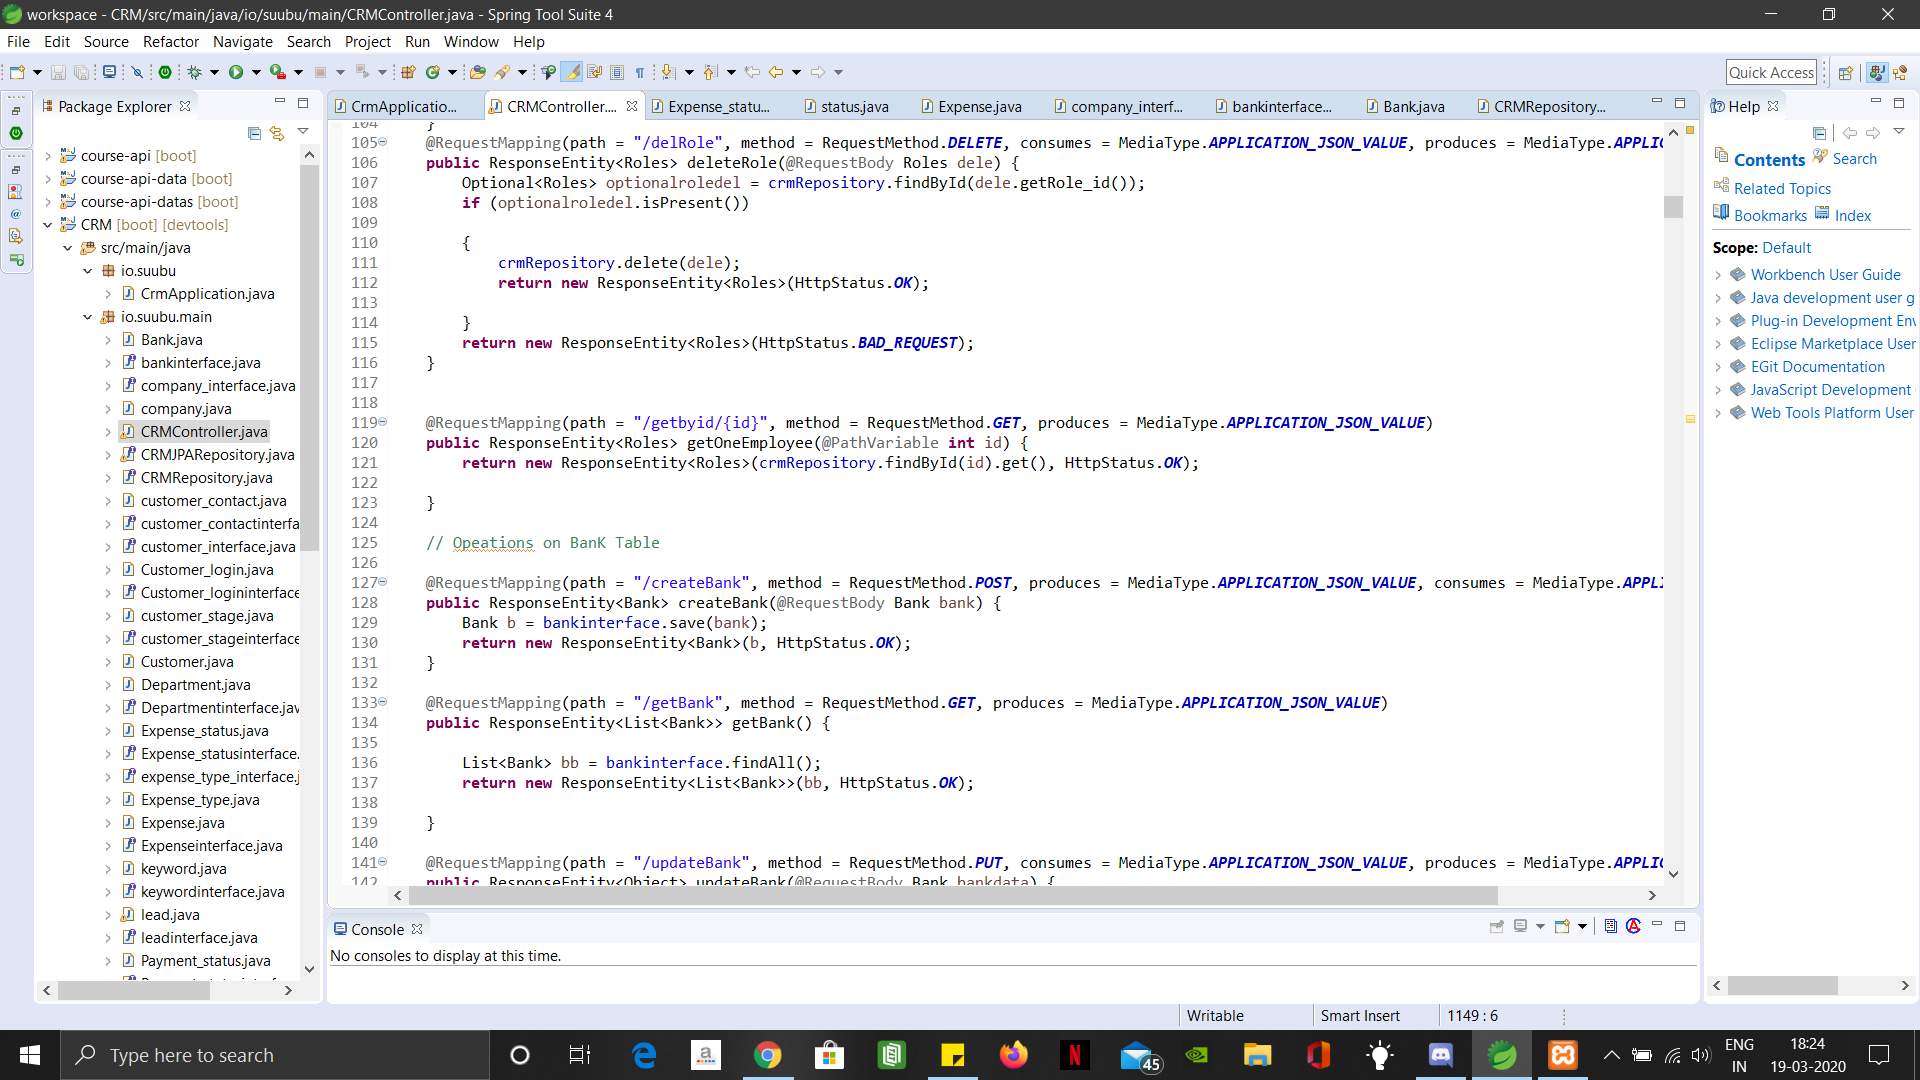 workspace - CRM/src/main/java/io/suubu/main/CRMController.java - Spring Tool Suite 4
File Edit Source Refactor Navigate Search Project Run Window Help
Quick Access
Package Explorer
course-api [boot]
course-api-data [boot]
course-api-datas [boot]
CRM [boot] [devtools]
src/main/java
io.suubu
CrmApplication.java
io.suubu.main
Bank.java
bankinterface.java
company_interface.java
company.java
CRMController.java
CRMJPARepository.java
CRMRepository.java
customer_contact.java
customer_contactinterfa
customer_interface.java
Customer_login.java
Customer_logininterface
customer_stage.java
customer_stageinterface
Customer.java
Department.java
Departmentinterface.jav
Expense_status.java
Expense_statusinterface.
expense_type_interface.j
Expense_type.java
Expense.java
Expenseinterface.java
keyword.java
keywordinterface.java
lead.java
leadinterface.java
Payment_status.java
CrmApplicatio... CRMController.... Expense_statu... status.java Expense.java company_interf... bankinterface... Bank.java CRMRepository...
104 }
105 @RequestMapping(path = "/delRole", method = RequestMethod.DELETE, consumes = MediaType.APPLICATION_JSON_VALUE, produces = MediaType.APPLIC
106 public ResponseEntity<Roles> deleteRole(@RequestBody Roles dele) {
107 Optional<Roles> optionalroledel = crmRepository.findById(dele.getRole_id());
108 if (optionalroledel.isPresent())
109
110 {
111 crmRepository.delete(dele);
112 return new ResponseEntity<Roles>(HttpStatus.OK);
113
114 }
115 return new ResponseEntity<Roles>(HttpStatus.BAD_REQUEST);
116 }
117
118
119 @RequestMapping(path = "/getbyid/{id}", method = RequestMethod.GET, produces = MediaType.APPLICATION_JSON_VALUE)
120 public ResponseEntity<Roles> getOneEmployee(@PathVariable int id) {
121 return new ResponseEntity<Roles>(crmRepository.findById(id).get(), HttpStatus.OK);
122
123 }
124
125 // Opeations on BanK Table
126
127 @RequestMapping(path = "/createBank", method = RequestMethod.POST, produces = MediaType.APPLICATION_JSON_VALUE, consumes = MediaType.APPL
128 public ResponseEntity<Bank> createBank(@RequestBody Bank bank) {
129 Bank b = bankinterface.save(bank);
130 return new ResponseEntity<Bank>(b, HttpStatus.OK);
131 }
132
133 @RequestMapping(path = "/getBank", method = RequestMethod.GET, produces = MediaType.APPLICATION_JSON_VALUE)
134 public ResponseEntity<List<Bank>> getBank() {
135
136 List<Bank> bb = bankinterface.findAll();
137 return new ResponseEntity<List<Bank>>(bb, HttpStatus.OK);
138
139 }
140
141 @RequestMapping(path = "/updateBank", method = RequestMethod.PUT, consumes = MediaType.APPLICATION_JSON_VALUE, produces = MediaType.APPLIC
142 public ResponseEntity<Object> updateBank(@RequestBody Bank bankdata) {
Console
No consoles to display at this time.
Help
Contents Search
Related Topics
Bookmarks Index
Scope: Default
Workbench User Guide
Java development user g
Plug-in Development Env
Eclipse Marketplace User
EGit Documentation
JavaScript Development
Web Tools Platform User
Writable Smart Insert 1149 : 6
Type here to search
45
ENG
IN
18:24
19-03-2020